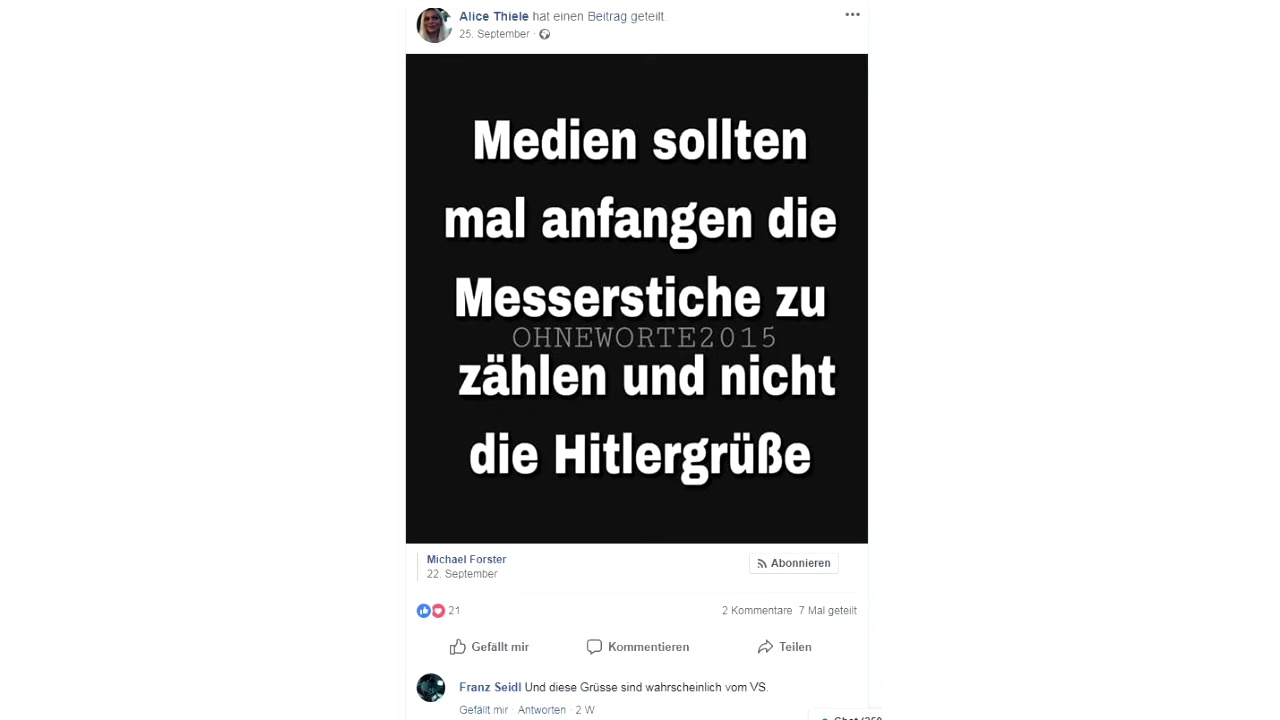 Alice Thiele hat einen Beitrag geteilt.
25. September ·
Medien sollten
mal anfangen die
Messerstiche zu
OHNEWORTE2015
zählen und nicht
die Hitlergrüße
Michael Forster
Abonnieren
22. September
21
2 Kommentare 7 Mal geteilt
Gefällt mir
Kommentieren
Teilen
Franz Seidl Und diese Grüsse sind wahrscheinlich vom VS.
Gefällt mir · Antworten · 2 W